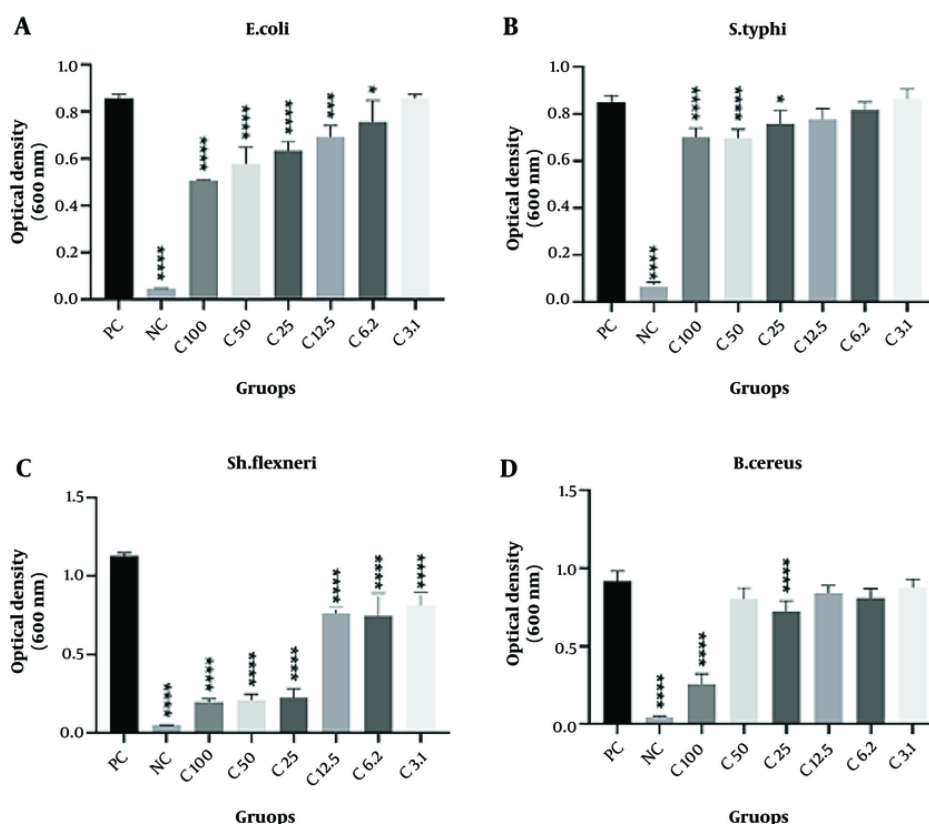 A
E.coli
Optical density
(600 nm)
1.0
0.8
0.6
0.4
0.2
0.0
****
****
****
****
***
*
PC
NC
C 100
C 50
C 25
C 12.5
C 6.2
C 3.1
Gruops
B
S.typhi
Optical density
(600 nm)
1.0
0.8
0.6
0.4
0.2
0.0
****
****
****
*
PC
NC
C 100
C 50
C 25
C 12.5
C 6.2
C 3.1
Gruops
C
Sh.flexneri
Optical density
(600 nm)
1.5
1.0
0.5
0.0
****
****
****
****
****
****
****
PC
NC
C 100
C 50
C 25
C 12.5
C 6.2
C 3.1
Gruops
D
B.cereus
Optical density
(600 nm)
1.5
1.0
0.5
0.0
****
****
****
PC
NC
C 100
C 50
C 25
C 12.5
C 6.2
C 3.1
Gruops